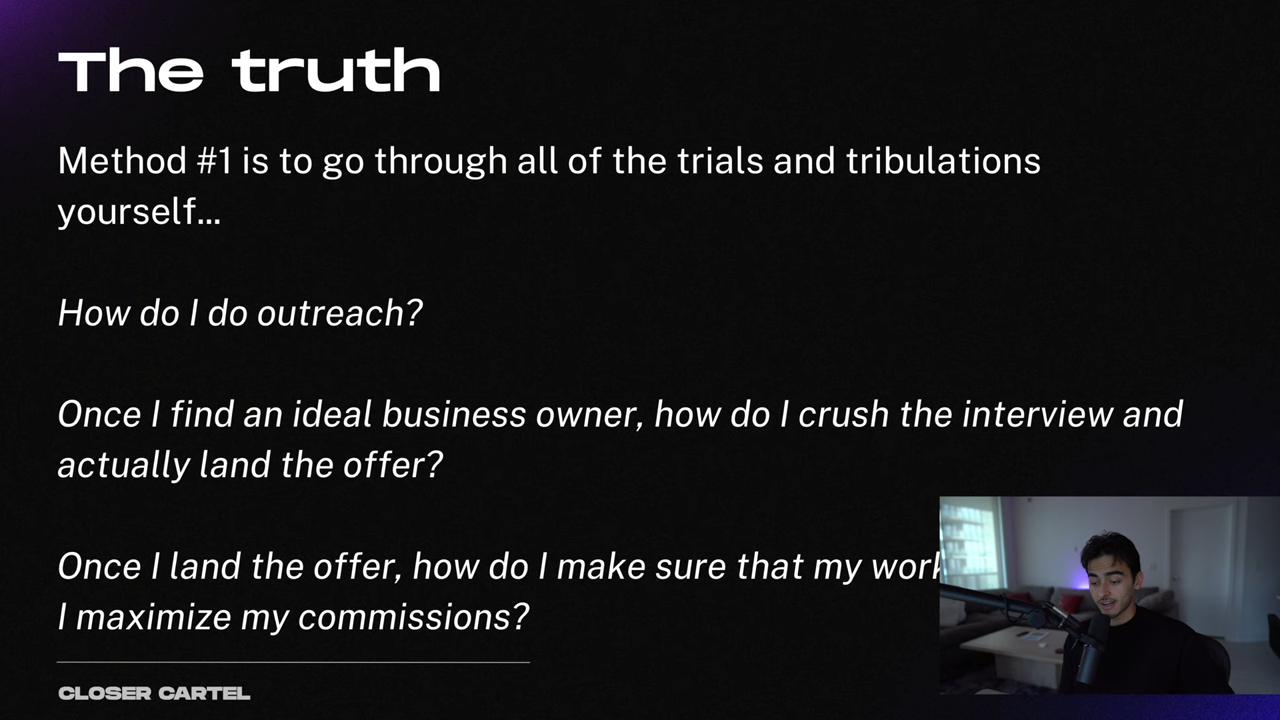 The truth
Method #1 is to go through all of the trials and tribulations
yourself...
How do I do outreach?
Once I find an ideal business owner, how do I crush the interview and
actually land the offer?
Once I land the offer, how do I make sure that my work
I maximize my commissions?
CLOSER CARTEL